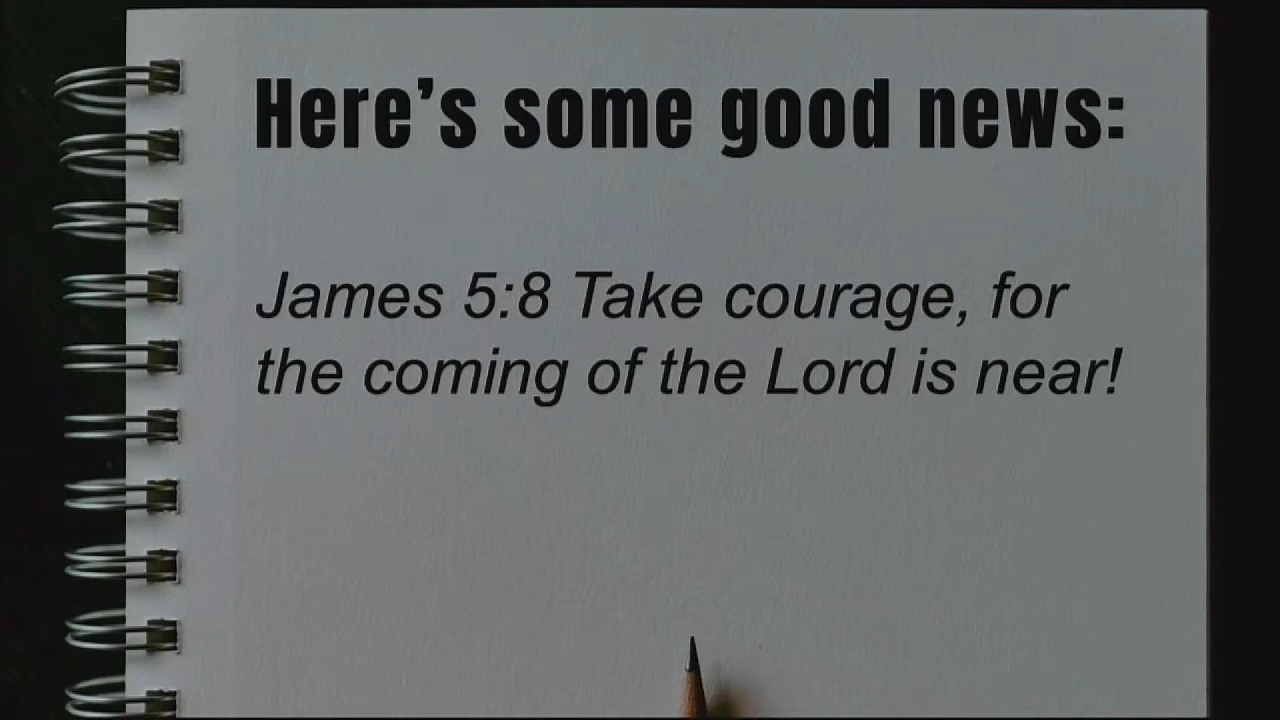 Here’s some good news:
James 5:8 Take courage, for
the coming of the Lord is near!